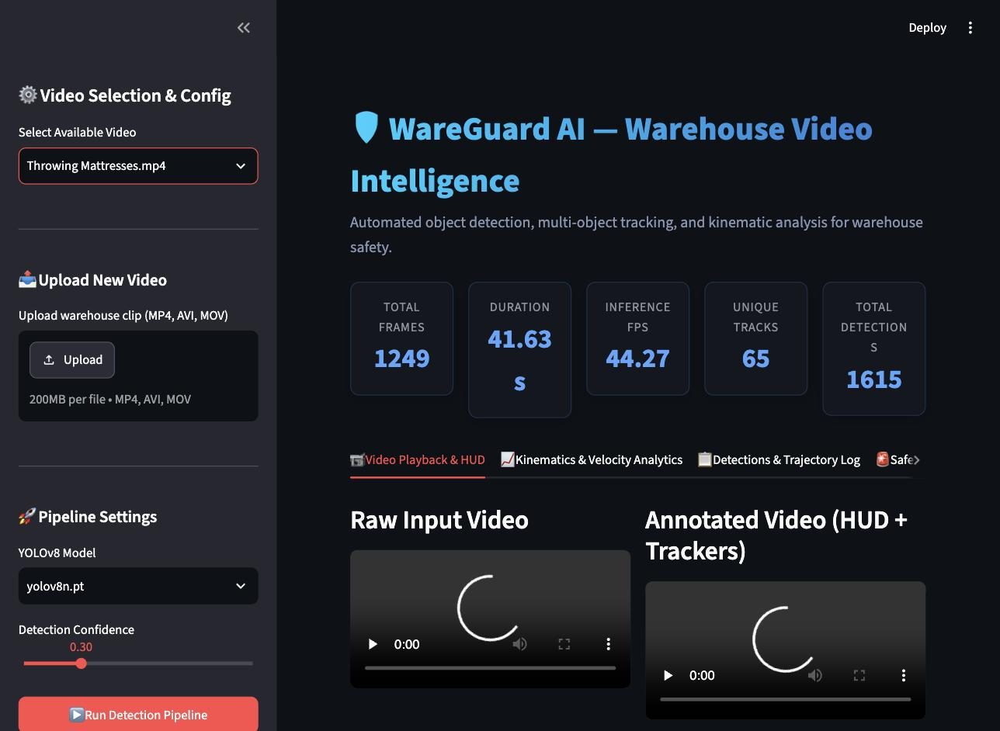 Deploy
⚙️ Video Selection & Config
Select Available Video
Throwing Mattresses.mp4
📤 Upload New Video
Upload warehouse clip (MP4, AVI, MOV)
Upload
200MB per file • MP4, AVI, MOV
🚀 Pipeline Settings
YOLOv8 Model
yolov8n.pt
Detection Confidence
0.30
▶️ Run Detection Pipeline
🛡️ WareGuard AI — Warehouse Video
Intelligence
Automated object detection, multi-object tracking, and kinematic analysis for warehouse
safety.
TOTAL
FRAMES
1249
DURATION
41.63
s
INFERENCE
FPS
44.27
UNIQUE
TRACKS
65
TOTAL
DETECTION
S
1615
📹 Video Playback & HUD
📈 Kinematics & Velocity Analytics
📋 Detections & Trajectory Log
🚨 Safe
Raw Input Video
0:00
Annotated Video (HUD +
Trackers)
0:00